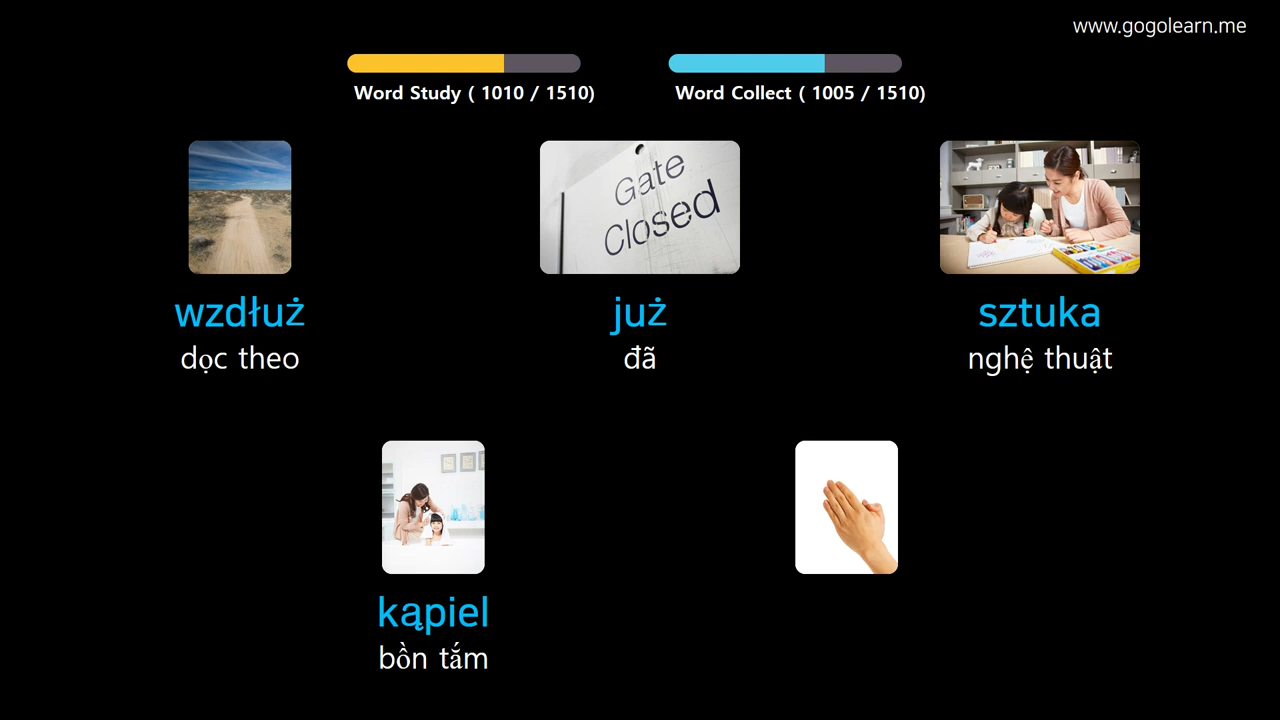 www.gogolearn.me
Word Study ( 1010 / 1510)
Word Collect ( 1005 / 1510)
Gate
Closed
wzdłuż
dọc theo
już
đã
sztuka
nghệ thuật
kąpiel
bồn tắm